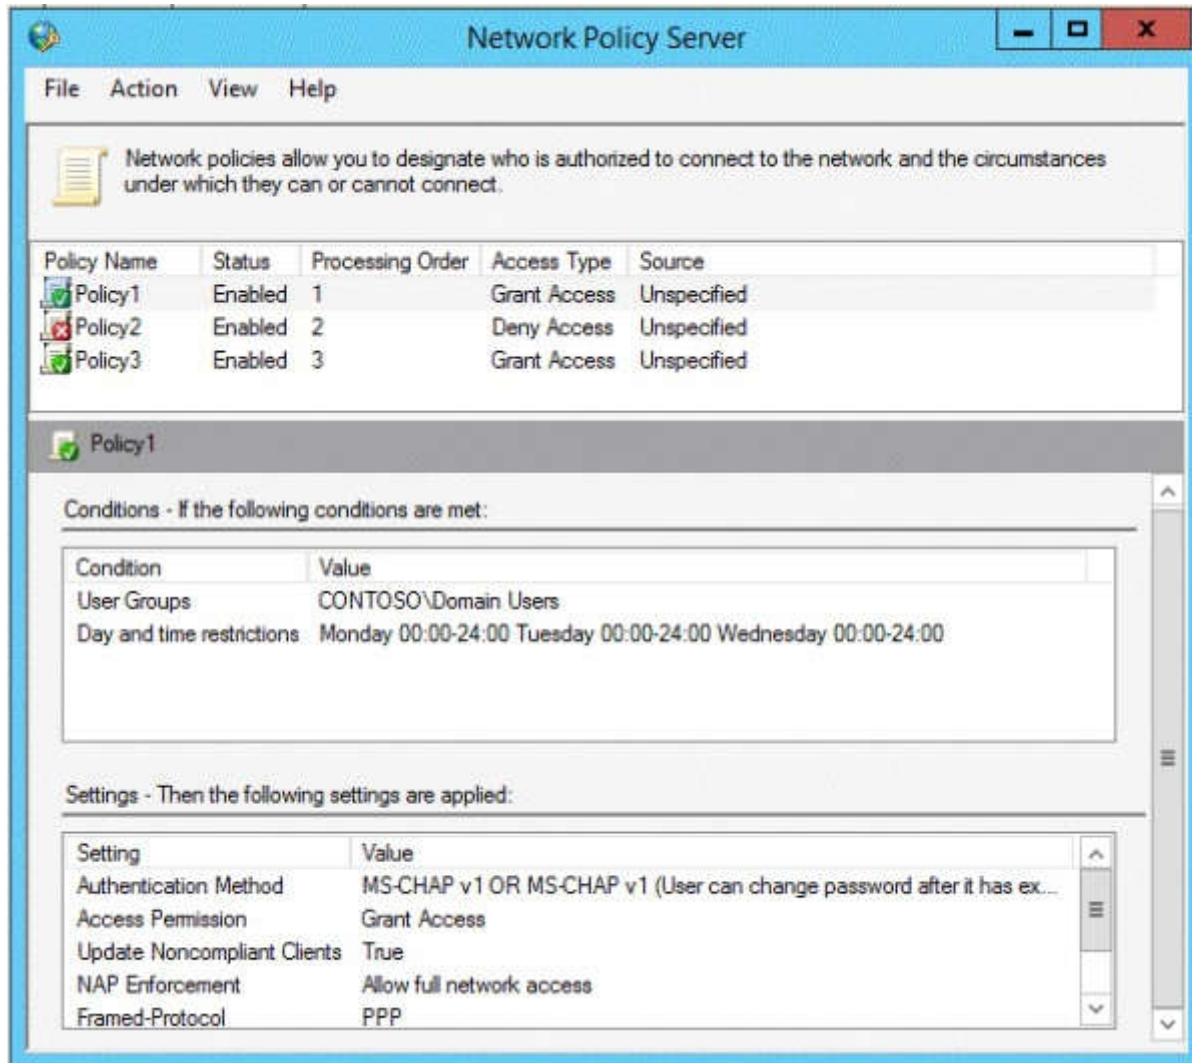 Network Policy Server
File Action View Help
Network policies allow you to designate who is authorized to connect to the network and the circumstances
under which they can or cannot connect.
Policy Name Status Processing Order Access Type Source
Policy1 Enabled 1 Grant Access Unspecified
Policy2 Enabled 2 Deny Access Unspecified
Policy3 Enabled 3 Grant Access Unspecified
Policy1
Conditions - If the following conditions are met:
Condition Value
User Groups CONTOSO\Domain Users
Day and time restrictions Monday 00:00-24:00 Tuesday 00:00-24:00 Wednesday 00:00-24:00
Settings - Then the following settings are applied:
Setting Value
Authentication Method MS-CHAP v1 OR MS-CHAP v1 (User can change password after it has ex...
Access Permission Grant Access
Update Noncompliant Clients True
NAP Enforcement Allow full network access
Framed-Protocol PPP